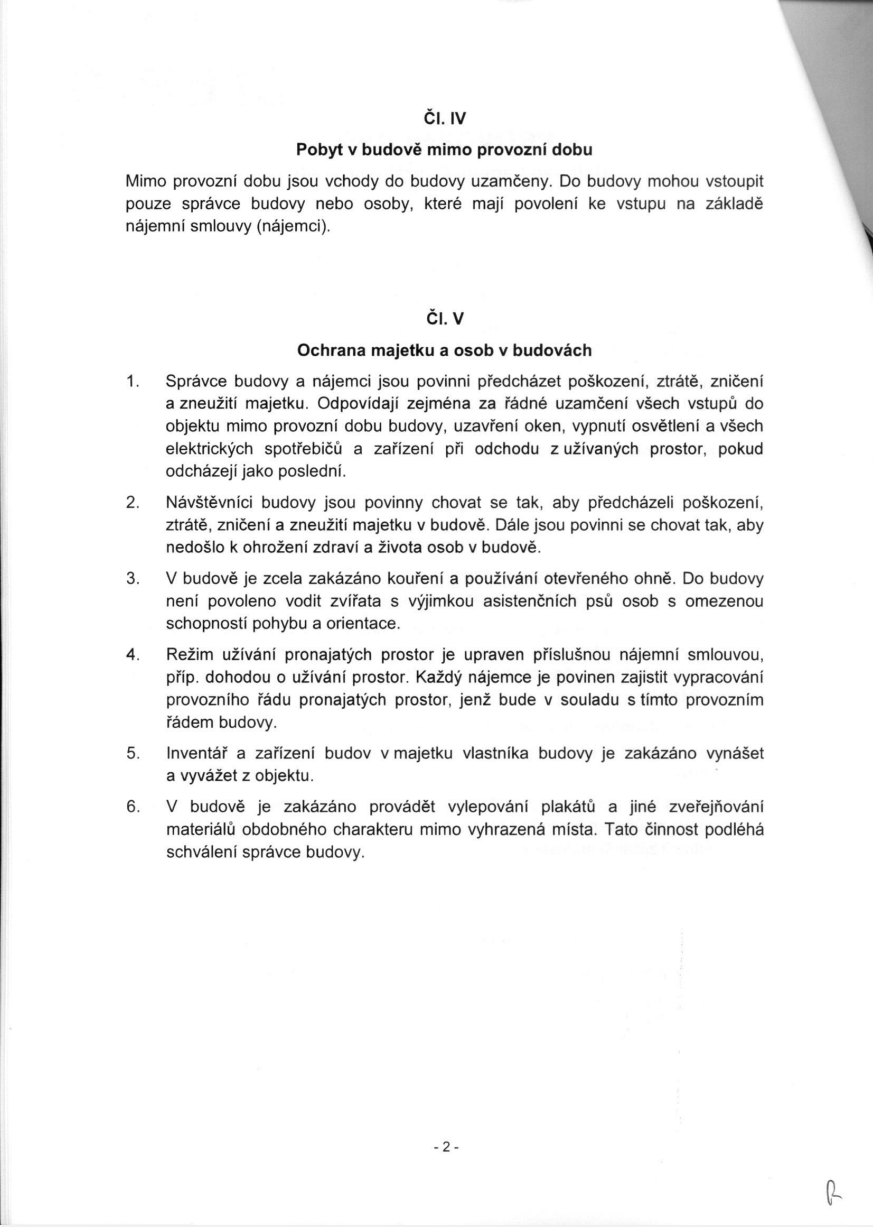 Čl. IV
Pobyt v budově mimo provozní dobu
Mimo provozní dobu jsou vchody do budovy uzamčeny. Do budovy mohou vstoupit
pouze správce budovy nebo osoby, které mají povolení ke vstupu na základě
nájemní smlouvy (nájemci).
Čl. V
Ochrana majetku a osob v budovách
1. Správce budovy a nájemci jsou povinni předcházet poškození, ztrátě, zničení
a zneužití majetku. Odpovídají zejména za řádné uzamčení všech vstupů do
objektu mimo provozní dobu budovy, uzavření oken, vypnutí osvětlení a všech
elektrických spotřebičů a zařízení při odchodu z užívaných prostor, pokud
odcházejí jako poslední.
2. Návštěvníci budovy jsou povinny chovat se tak, aby předcházeli poškození,
ztrátě, zničení a zneužití majetku v budově. Dále jsou povinni se chovat tak, aby
nedošlo k ohrožení zdraví a života osob v budově.
3. V budově je zcela zakázáno kouření a používání otevřeného ohně. Do budovy
není povoleno vodit zvířata s výjimkou asistenčních psů osob s omezenou
schopností pohybu a orientace.
4. Režim užívání pronajatých prostor je upraven příslušnou nájemní smlouvou,
příp. dohodou o užívání prostor. Každý nájemce je povinen zajistit vypracování
provozního řádu pronajatých prostor, jenž bude v souladu s tímto provozním
řádem budovy.
5. Inventář a zařízení budov v majetku vlastníka budovy je zakázáno vynášet
a vyvážet z objektu.
6. V budově je zakázáno provádět vylepování plakátů a jiné zveřejňování
materiálů obdobného charakteru mimo vyhrazená místa. Tato činnost podléhá
schválení správce budovy.
- 2 -